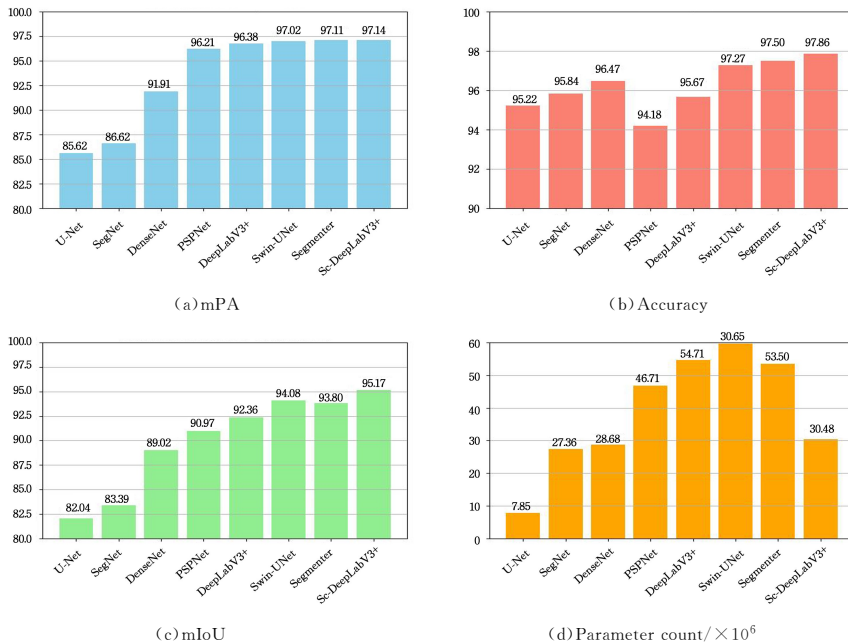 100.0
97.5
95.0
92.5
90.0
87.5
85.0
82.5
80.0
85.62
86.62
91.91
96.21
96.38
97.02
97.11
97.14
U-Net
SegNet
DenseNet
PSPNet
DeepLabV3+
Swin-UNet
Segmenter
Sc-DeepLabV3+
(a)mPA
100
98
96
94
92
90
95.22
95.84
96.47
94.18
95.67
97.27
97.50
97.86
U-Net
SegNet
DenseNet
PSPNet
DeepLabV3+
Swin-UNet
Segmenter
Sc-DeepLabV3+
(b)Accuracy
100.0
97.5
95.0
92.5
90.0
87.5
85.0
82.5
80.0
82.04
83.39
89.02
90.97
92.36
94.08
93.80
95.17
U-Net
SegNet
DenseNet
PSPNet
DeepLabV3+
Swin-UNet
Segmenter
Sc-DeepLabV3+
(c)mIoU
60
50
40
30
20
10
0
7.85
27.36
28.68
46.71
54.71
30.65
53.50
30.48
U-Net
SegNet
DenseNet
PSPNet
DeepLabV3+
Swin-UNet
Segmenter
Sc-DeepLabV3+
(d)Parameter count/×10⁶